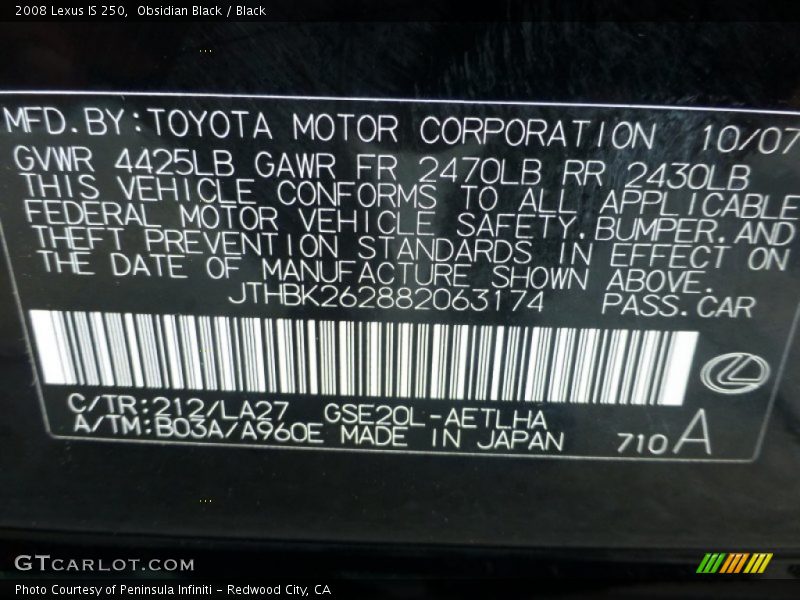 2008 Lexus IS 250,  Obsidian Black / Black
MFD.BY:TOYOTA MOTOR CORPORATION 10/07
GVWR 4425LB GAWR FR 2470LB RR 2430LB
THIS VEHICLE CONFORMS TO ALL APPLICABLE
FEDERAL MOTOR VEHICLE SAFETY,BUMPER,AND
THEFT PREVENTION STANDARDS IN EFFECT ON
THE DATE OF MANUFACTURE SHOWN ABOVE.
JTHBK262882063174 PASS.CAR
C/TR:212/LA27 GSE20L-AETLHA
A/TM:B03A/A960E MADE IN JAPAN 710A
GTCARLOT.COM
Photo Courtesy of Peninsula Infiniti - Redwood City, CA